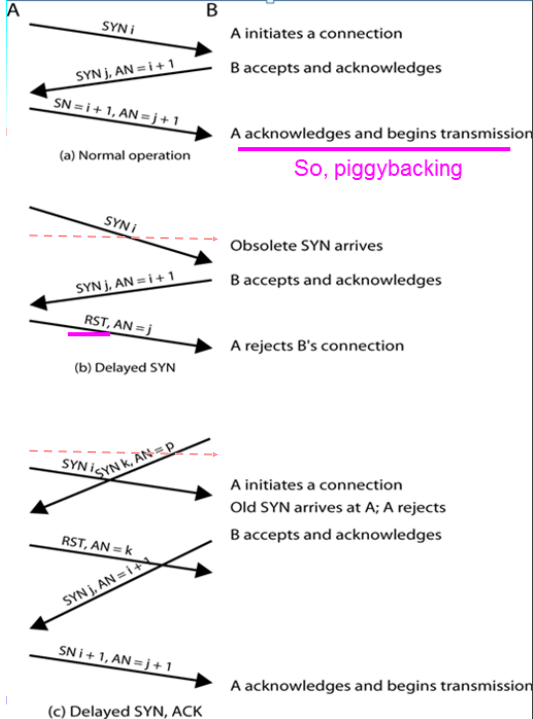 A
B
SYN i
A initiates a connection
SYN j, AN = i + 1
B accepts and acknowledges
SN = i + 1, AN = j + 1
A acknowledges and begins transmission
(a) Normal operation
So, piggybacking
SYN i
Obsolete SYN arrives
SYN j, AN = i + 1
B accepts and acknowledges
RST, AN = j
A rejects B's connection
(b) Delayed SYN
SYN k, AN = p
SYN i
A initiates a connection
Old SYN arrives at A; A rejects
B accepts and acknowledges
RST, AN = k
SYN j, AN = i + 1
SN i + 1, AN = j + 1
A acknowledges and begins transmission
(c) Delayed SYN, ACK